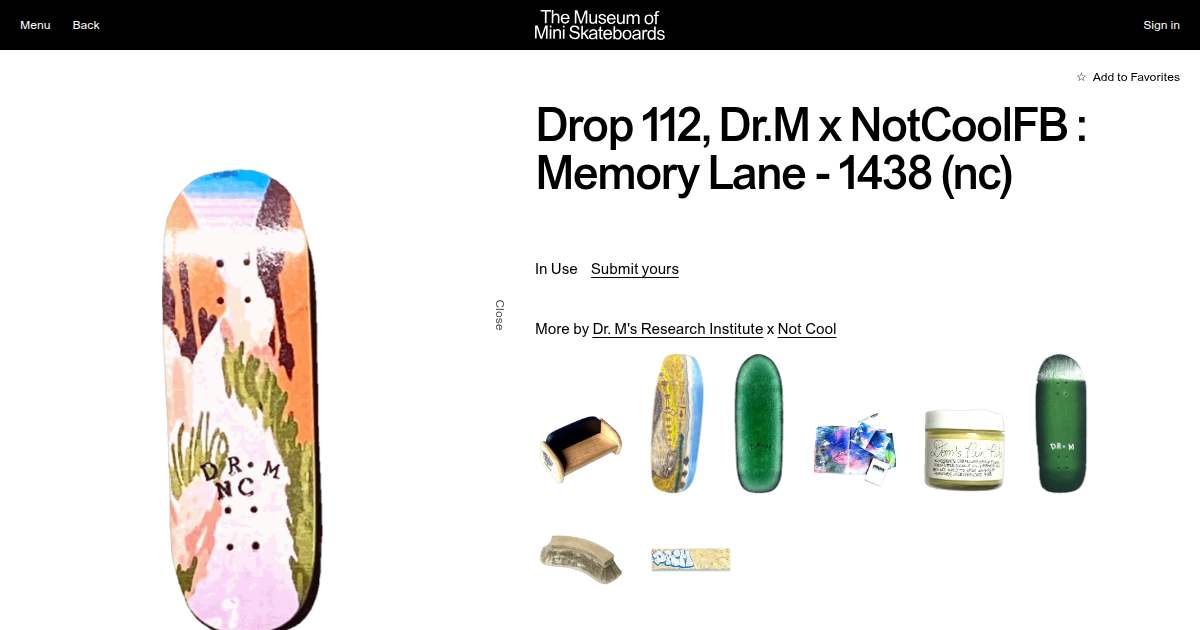 Menu
Back
The Museum of
Mini Skateboards
Sign in
☆ Add to Favorites
Drop 112, Dr.M x NotCoolFB :
Memory Lane - 1438 (nc)
In Use Submit yours
Close
More by Dr. M's Research Institute x Not Cool
DR•M
NC
DR•M